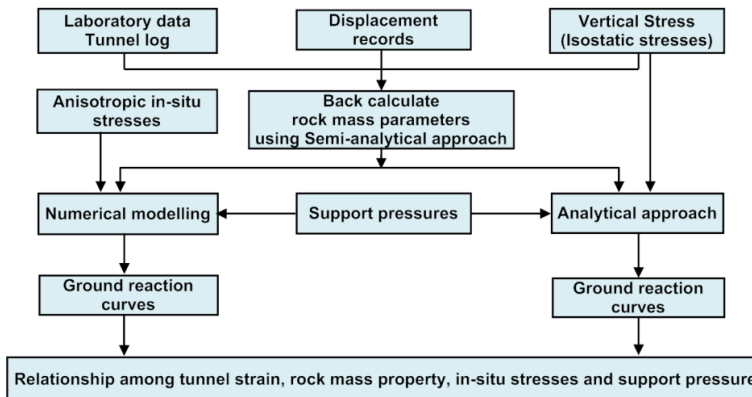 Laboratory data
Tunnel log
Displacement
records
Vertical Stress
(Isostatic stresses)
Anisotropic in-situ
stresses
Back calculate
rock mass parameters
using Semi-analytical approach
Numerical modelling
Support pressures
Analytical approach
Ground reaction
curves
Ground reaction
curves
Relationship among tunnel strain, rock mass property, in-situ stresses and support pressure